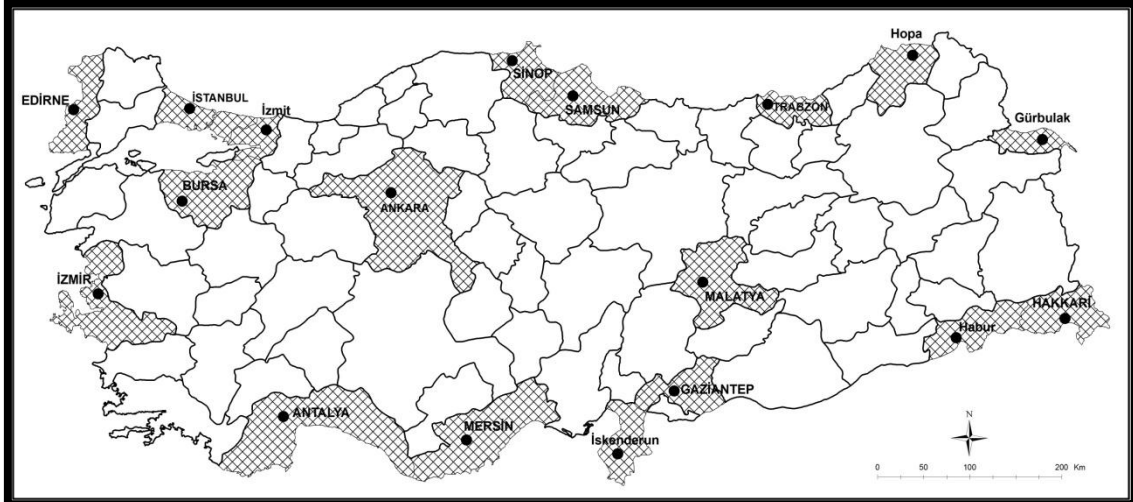 Hopa
SİNOP
EDİRNE
İSTANBUL
SAMSUN
TRABZON
İzmit
Gürbulak
BURSA
ANKARA
İZMİR
MALATYA
HAKKARİ
Habur
GAZİANTEP
ANTALYA
MERSİN
İskenderun
N
0 50 100 200 Km